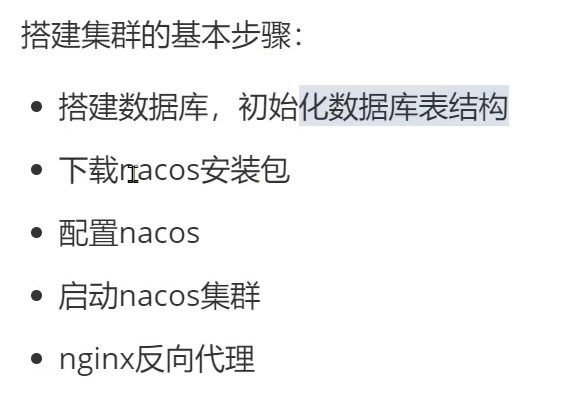 搭建集群的基本步骤：
搭建数据库，初始化数据库表结构
下载nacos安装包
配置nacos
启动nacos集群
nginx反向代理